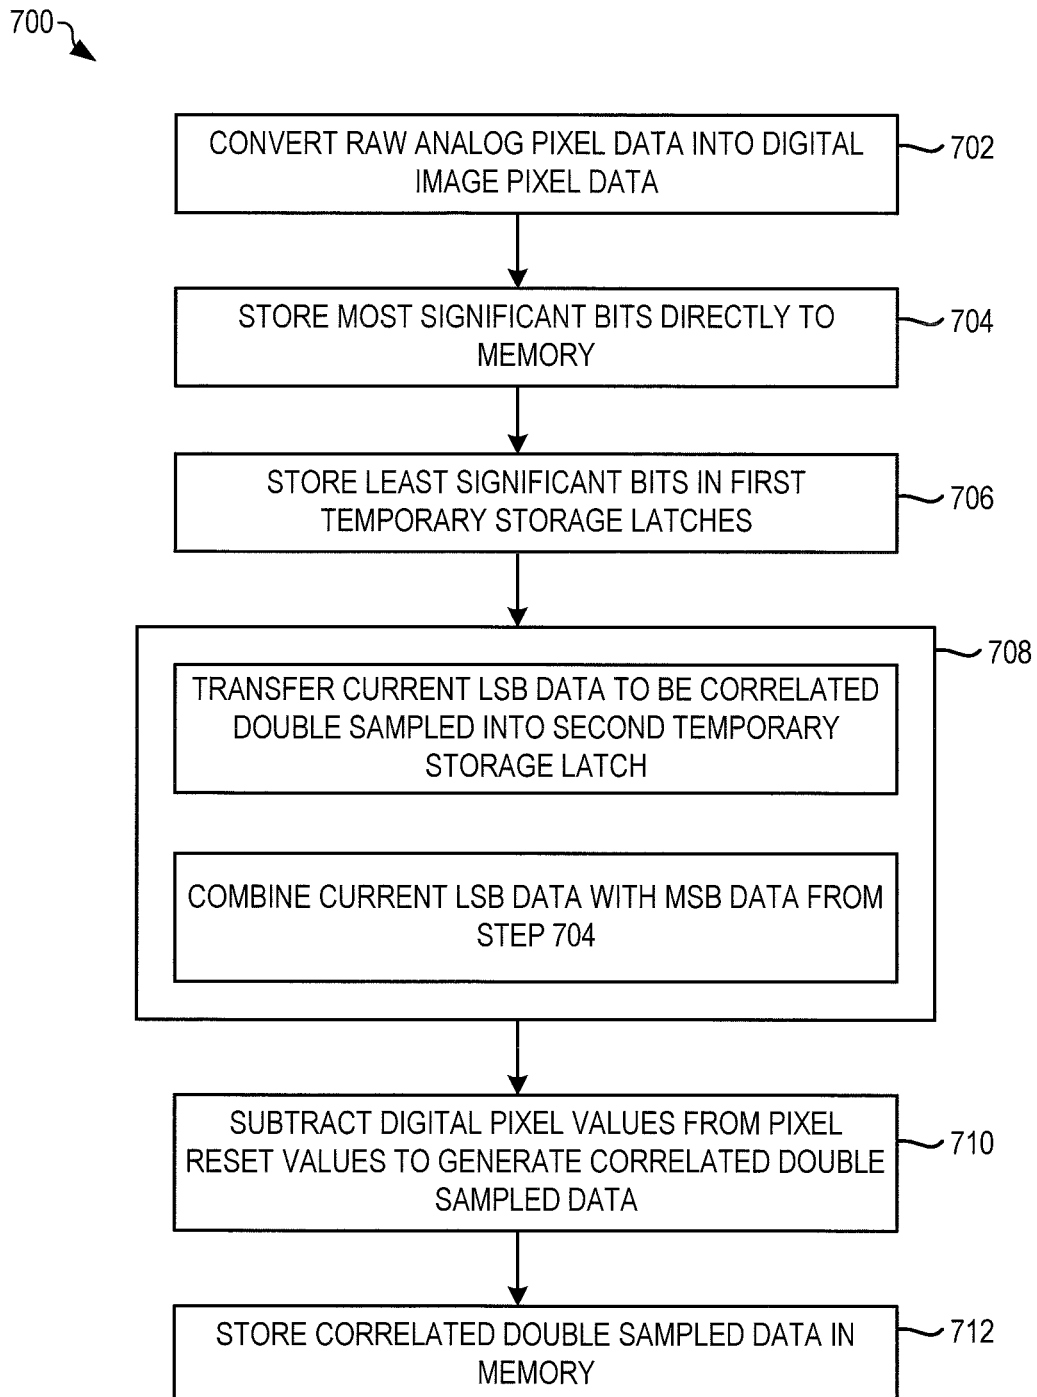 700
CONVERT RAW ANALOG PIXEL DATA INTO DIGITAL
IMAGE PIXEL DATA
702
STORE MOST SIGNIFICANT BITS DIRECTLY TO
MEMORY
704
STORE LEAST SIGNIFICANT BITS IN FIRST
TEMPORARY STORAGE LATCHES
706
708
TRANSFER CURRENT LSB DATA TO BE CORRELATED
DOUBLE SAMPLED INTO SECOND TEMPORARY
STORAGE LATCH
COMBINE CURRENT LSB DATA WITH MSB DATA FROM
STEP 704
SUBTRACT DIGITAL PIXEL VALUES FROM PIXEL
RESET VALUES TO GENERATE CORRELATED DOUBLE
SAMPLED DATA
710
STORE CORRELATED DOUBLE SAMPLED DATA IN
MEMORY
712